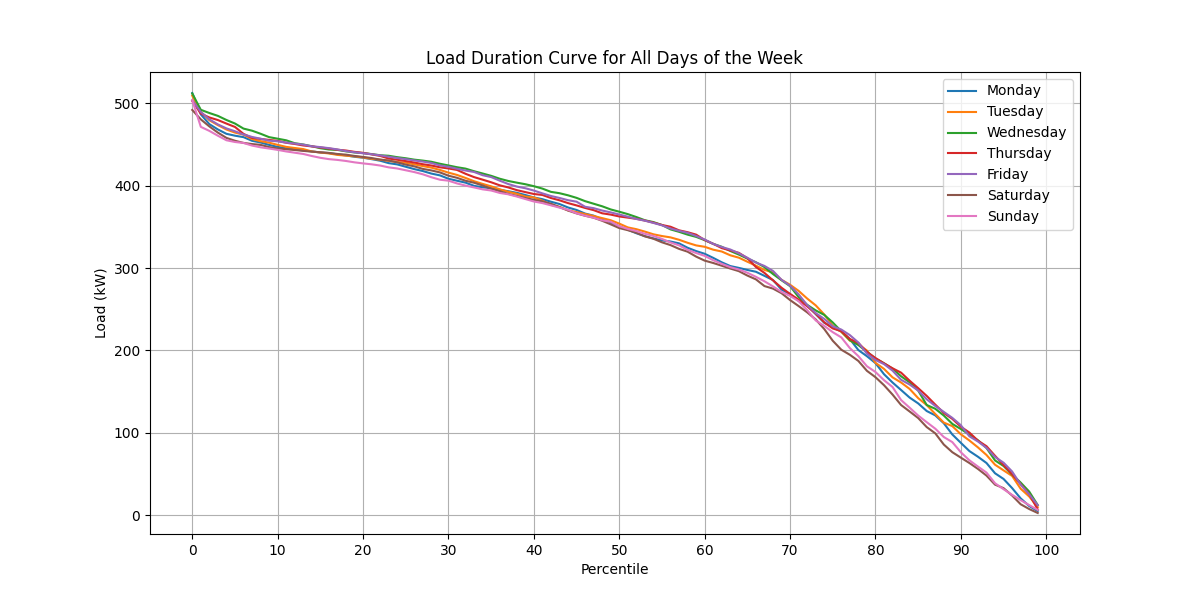 Load Duration Curve for All Days of the Week
Load (kW)
500
400
300
200
100
0
Monday
Tuesday
Wednesday
Thursday
Friday
Saturday
Sunday
0 10 20 30 40 50 60 70 80 90 100
Percentile